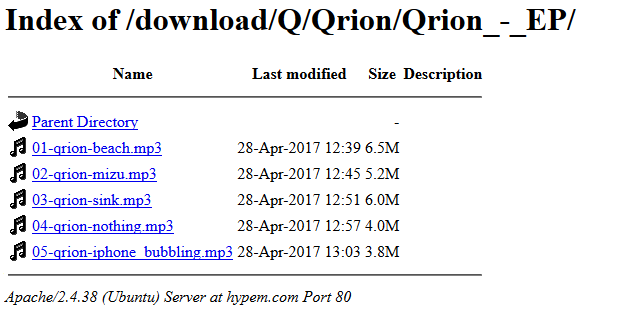 Index of /download/Q/Qrion/Qrion_-_EP/
Name Last modified Size Description
Parent Directory -
01-qrion-beach.mp3 28-Apr-2017 12:39 6.5M
02-qrion-mizu.mp3 28-Apr-2017 12:45 5.2M
03-qrion-sink.mp3 28-Apr-2017 12:51 6.0M
04-qrion-nothing.mp3 28-Apr-2017 12:57 4.0M
05-qrion-iphone_bubbling.mp3 28-Apr-2017 13:03 3.8M
Apache/2.4.38 (Ubuntu) Server at hypem.com Port 80